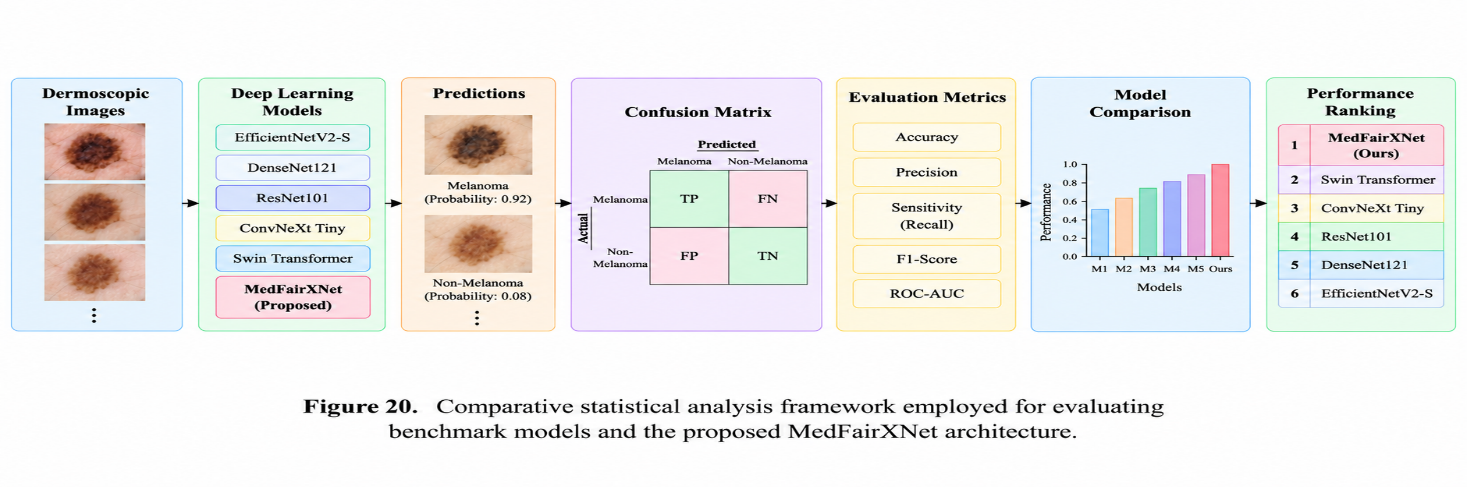 Dermoscopic
Images
Deep Learning
Models
EfficientNetV2-S
DenseNet121
ResNet101
ConvNeXt Tiny
Swin Transformer
MedFairXNet
(Proposed)
Predictions
Melanoma
(Probability: 0.92)
Non-Melanoma
(Probability: 0.08)
Confusion Matrix
Predicted
Melanoma Non-Melanoma
Actual
Melanoma TP FN
Non-
Melanoma FP TN
Evaluation Metrics
Accuracy
Precision
Sensitivity
(Recall)
F1-Score
ROC-AUC
Model
Comparison
Performance
1.0
0.8
0.6
0.4
0.2
0.0
M1 M2 M3 M4 M5 Ours
Models
Performance
Ranking
1 MedFairXNet
(Ours)
2 Swin Transformer
3 ConvNeXt Tiny
4 ResNet101
5 DenseNet121
6 EfficientNetV2-S
Figure 20. Comparative statistical analysis framework employed for evaluating
benchmark models and the proposed MedFairXNet architecture.